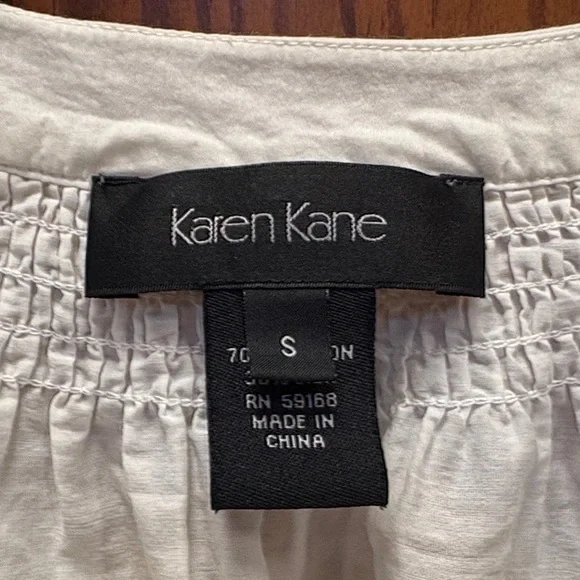 Karen Kane
S
RN 59168
MADE IN
CHINA